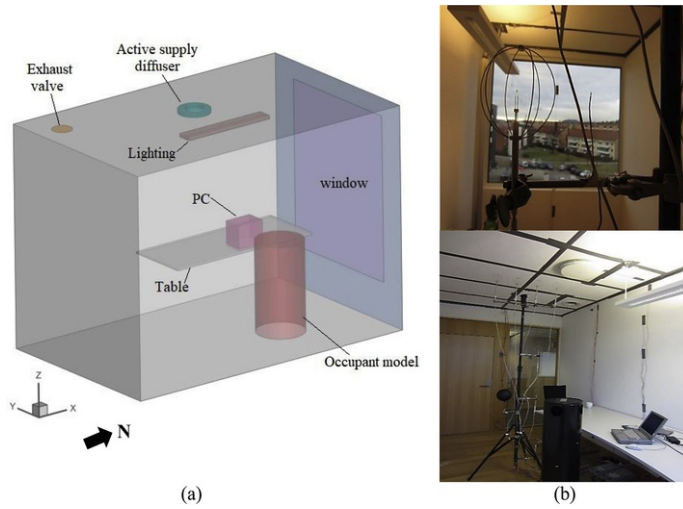 Active supply
diffuser
Exhaust
valve
Lighting
window
PC
Table
Occupant model
Z
Y
X
N
(a)
(b)